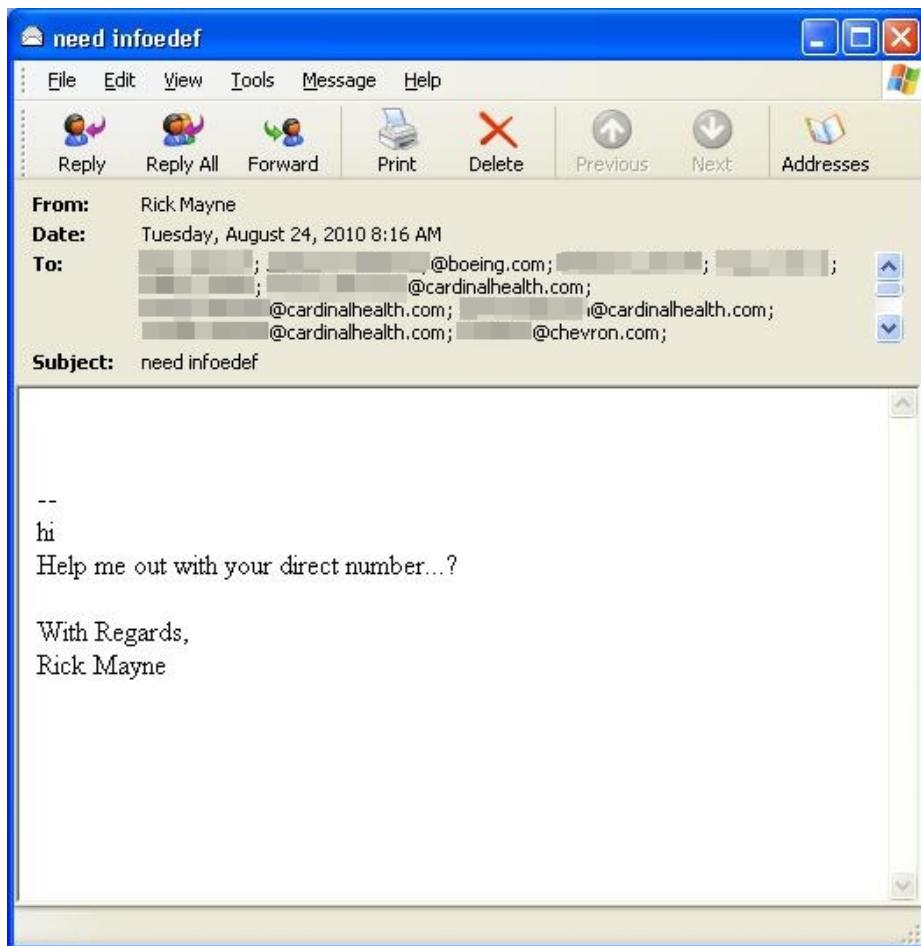 need infoedef
File Edit View Tools Message Help
Reply Reply All Forward Print Delete Previous Next Addresses
From: Rick Mayne
Date: Tuesday, August 24, 2010 8:16 AM
To: ; @boeing.com; ; ;
; @cardinalhealth.com;
@cardinalhealth.com; @cardinalhealth.com;
@cardinalhealth.com; @chevron.com;
Subject: need infoedef
--
hi
Help me out with your direct number...?
With Regards,
Rick Mayne